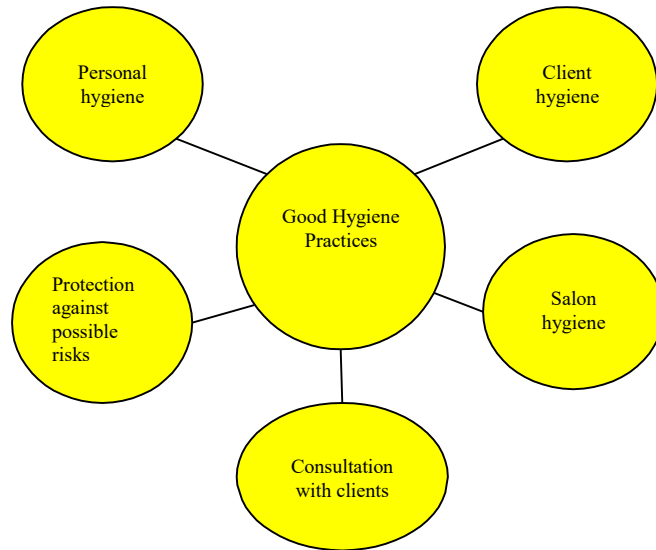 Personal
hygiene
Client
hygiene
Good Hygiene
Practices
Protection
against
possible
risks
Salon
hygiene
Consultation
with clients